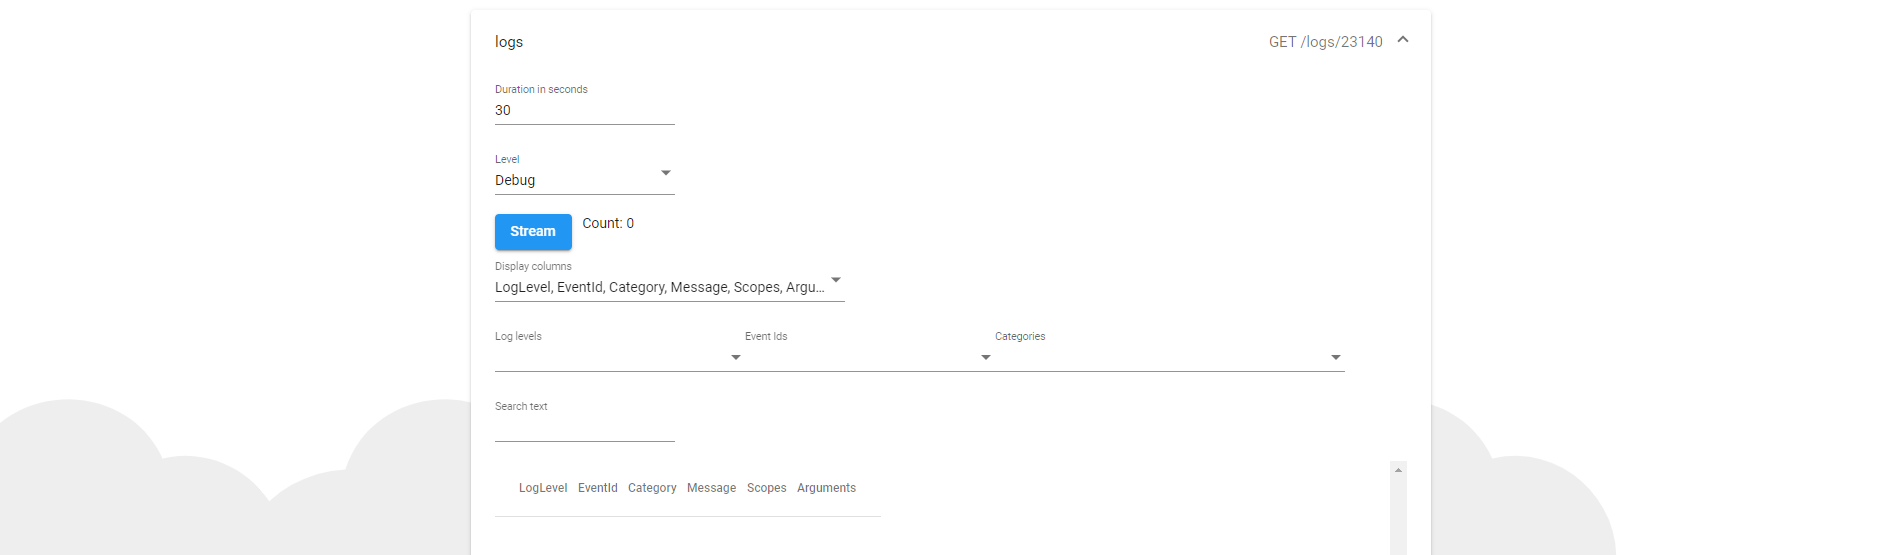 logs GET /logs/23140
Duration in seconds
30
Level
Debug
Stream Count: 0
Display columns
LogLevel, EventId, Category, Message, Scopes, Argu...
Log levels Event Ids Categories
Search text
LogLevel EventId Category Message Scopes Arguments